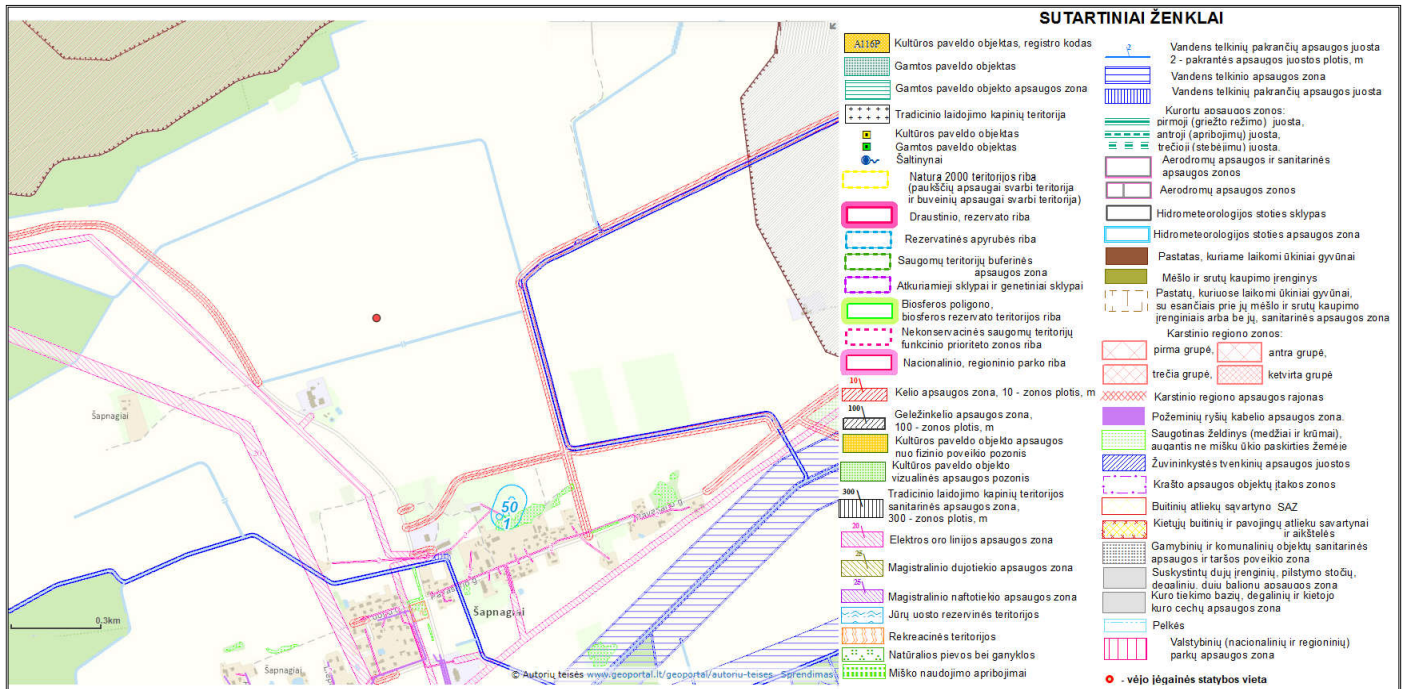 SUTARTINIAI ŽENKLAI
A116P
Kultūros paveldo objektas, registro kodas
Gamtos paveldo objektas
Gamtos paveldo objekto apsaugos zona
Tradicinio laidojimo kapinių teritorija
Kultūros paveldo objektas
Gamtos paveldo objektas
Šaltinynai
Natura 2000 teritorijos riba
(paukščių apsaugai svarbi teritorija
ir buveinių apsaugai svarbi teritorija)
Draustinio, rezervato riba
Rezervatinės apyrubės riba
Saugomų teritorijų buferinės
apsaugos zona
Atkuriamieji sklypai ir genetiniai sklypai
Biosferos poligono,
biosferos rezervato teritorijos riba
Nekonservacinės saugomų teritorijų
funkcinio prioriteto zonos riba
Nacionalinio, regioninio parko riba
10
Kelio apsaugos zona, 10 - zonos plotis, m
100
Geležinkelio apsaugos zona,
100 - zonos plotis, m
Kultūros paveldo objekto apsaugos
nuo fizinio poveikio pozonis
Kultūros paveldo objekto
vizualinės apsaugos pozonis
300
Tradicinio laidojimo kapinių teritorijos
sanitarinės apsaugos zona,
300 - zonos plotis, m
20
Elektros oro linijos apsaugos zona
25
Magistralinio dujotiekio apsaugos zona
25
Magistralinio naftotiekio apsaugos zona
Jūrų uosto rezervinės teritorijos
Rekreacinės teritorijos
Natūralios pievos bei ganyklos
Miško naudojimo apribojimai
2
Vandens telkinių pakrančių apsaugos juosta
2 - pakrantės apsaugos juostos plotis, m
Vandens telkinio apsaugos zona
Vandens telkinių pakrančių apsaugos juosta
Kurortų apsaugos zonos:
pirmoji (griežto režimo) juosta,
antroji (apribojimų) juosta,
trečioji (stebėjimų) juosta.
Aerodromų apsaugos ir sanitarinės
apsaugos zonos
Aerodromų apsaugos zonos
Hidrometeorologijos stoties sklypas
Hidrometeorologijos stoties apsaugos zona
Pastatas, kuriame laikomi ūkiniai gyvūnai
Mėšlo ir srutų kaupimo įrenginys
Pastatų, kuriuose laikomi ūkiniai gyvūnai,
su esančiais prie jų mėšlo ir srutų kaupimo
įrenginiais arba be jų, sanitarinės apsaugos zona
Karstinio regiono zonos:
pirma grupė,
antra grupė,
trečia grupė,
ketvirta grupė
Karstinio regiono apsaugos rajonas
Požeminių ryšių kabelio apsaugos zona.
Saugotinas želdinys (medžiai ir krūmai),
augantis ne miškų ūkio paskirties žemėje
Žuvininkystės tvenkinių apsaugos juostos
Krašto apsaugos objektų įtakos zonos
Buitinių atliekų sąvartyno SAZ
Kietųjų buitinių ir pavojingų atliekų savartynai
ir aikštelės
Gamybinių ir komunalinių objektų sanitarinės
apsaugos ir taršos poveikio zona
Suskystintų dujų įrenginių, pilstymo stočių,
degalinių, dujų balionų apsaugos zona
Kuro tiekimo bazių, degalinių ir kietojo
kuro cechų apsaugos zona
Pelkės
Valstybinių (nacionalinių ir regioninių)
parkų apsaugos zona
- vėjo jėgainės statybos vieta
Šapnagiai
50
1
Šapnagiai
0.3km
Šapnagiai
© Autorių teisės www.geoportal.lt/geoportal/autoriu-teises Sprendimas